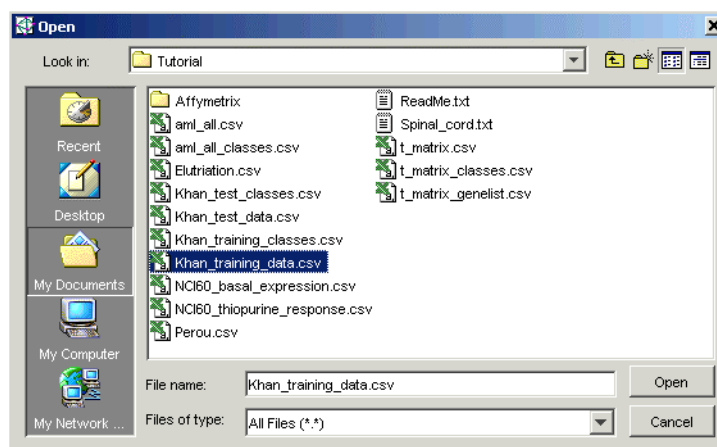 Open
Look in:
Tutorial
Recent
Desktop
My Documents
My Computer
My Network ...
Affymetrix
aml_all.csv
aml_all_classes.csv
Elutriation.csv
Khan_test_classes.csv
Khan_test_data.csv
Khan_training_classes.csv
Khan_training_data.csv
NCI60_basal_expression.csv
NCI60_thiopurine_response.csv
Perou.csv
ReadMe.txt
Spinal_cord.txt
t_matrix.csv
t_matrix_classes.csv
t_matrix_genelist.csv
File name:
Khan_training_data.csv
Open
Files of type:
All Files (*.*)
Cancel